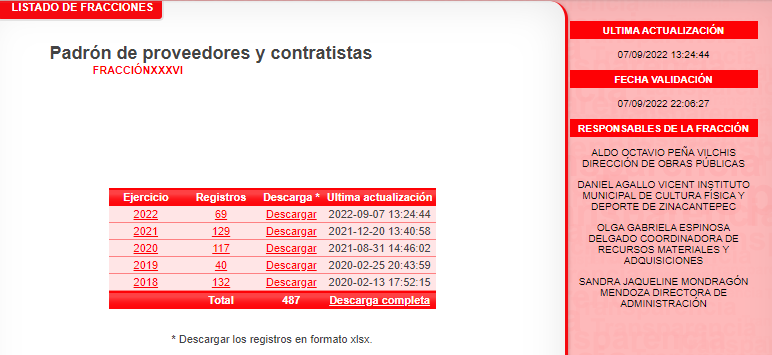 LISTADO DE FRACCIONES
Padrón de proveedores y contratistas
FRACCIÓNXXXVI
Ejercicio Registros Descarga * Ultima actualización
2022 69 Descargar 2022-09-07 13:24:44
2021 129 Descargar 2021-12-20 13:40:58
2020 117 Descargar 2021-08-31 14:46:02
2019 40 Descargar 2020-02-25 20:43:59
2018 132 Descargar 2020-02-13 17:52:15
Total 487 Descarga completa
* Descargar los registros en formato xlsx.
ULTIMA ACTUALIZACIÓN
07/09/2022 13:24:44
FECHA VALIDACIÓN
07/09/2022 22:06:27
RESPONSABLES DE LA FRACCIÓN
ALDO OCTAVIO PEÑA VILCHIS
DIRECCIÓN DE OBRAS PÚBLICAS
DANIEL AGALLO VICENT INSTITUTO
MUNICIPAL DE CULTURA FÍSICA Y
DEPORTE DE ZINACANTEPEC
OLGA GABRIELA ESPINOSA
DELGADO COORDINADORA DE
RECURSOS MATERIALES Y
ADQUISICIONES
SANDRA JAQUELINE MONDRAGÓN
MENDOZA DIRECTORA DE
ADMINISTRACIÓN